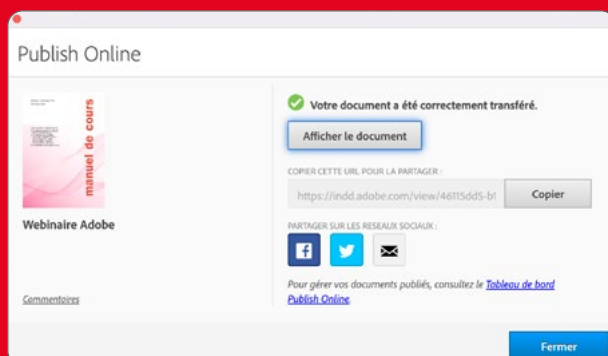 Publish Online
manuel de cours
Webinaire Adobe
Commentaires
Votre document a été correctement transféré.
Afficher le document
COPIER CETTE URL POUR LA PARTAGER :
https://indd.adobe.com/view/46115dd5-b!
Copier
PARTAGER SUR LES RESEAUX SOCIAUX :
Pour gérer vos documents publiés, consultez le Tableau de bord
Publish Online.
Fermer